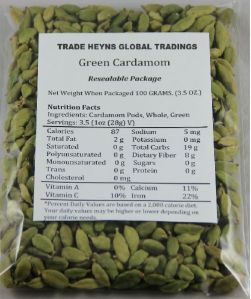 TRADE HEYNS GLOBAL TRADINGS
Green Cardamom
Resealable Package
Net Weight When Packaged 100 GRAMS. (3.5 OZ.)
Nutrition Facts
Ingredients: Cardamom Pods, Whole, Green
Servings: 3.5 (1oz (28g) V)
Calories 87 Sodium 5 mg
Total Fat 2 g Potassium 0 mg
Saturated 0 g Total Carbs 19 g
Polyunsaturated 0 g Dietary Fiber 8 g
Monounsaturated 0 g Sugars 0 g
Trans 0 g Protein 0 g
Cholesterol 0 mg
Vitamin A 0% Calcium 11%
Vitamin C 10% Iron 22%
*Percent Daily Values are based on a 2,000 calorie diet.
Your daily values may be higher or lower depending on
your calorie needs.